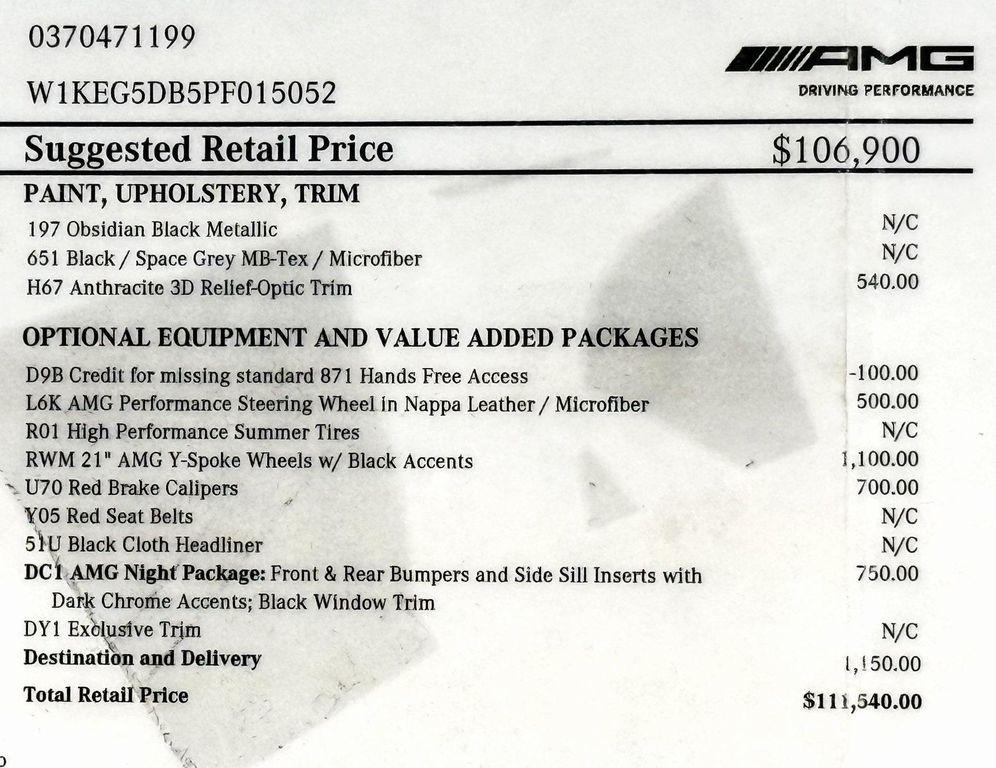 0370471199
AMG
DRIVING PERFORMANCE
W1KEG5DB5PF015052
Suggested Retail Price $106,900
PAINT, UPHOLSTERY, TRIM
197 Obsidian Black Metallic N/C
651 Black / Space Grey MB-Tex / Microfiber N/C
H67 Anthracite 3D Relief-Optic Trim 540.00
OPTIONAL EQUIPMENT AND VALUE ADDED PACKAGES
D9B Credit for missing standard 871 Hands Free Access -100.00
L6K AMG Performance Steering Wheel in Nappa Leather / Microfiber 500.00
R01 High Performance Summer Tires N/C
RWM 21" AMG Y-Spoke Wheels w/ Black Accents 1,100.00
U70 Red Brake Calipers 700.00
Y05 Red Seat Belts N/C
51U Black Cloth Headliner N/C
DC1 AMG Night Package: Front & Rear Bumpers and Side Sill Inserts with 750.00
Dark Chrome Accents; Black Window Trim
DY1 Exclusive Trim N/C
Destination and Delivery 1,150.00
Total Retail Price $111,540.00